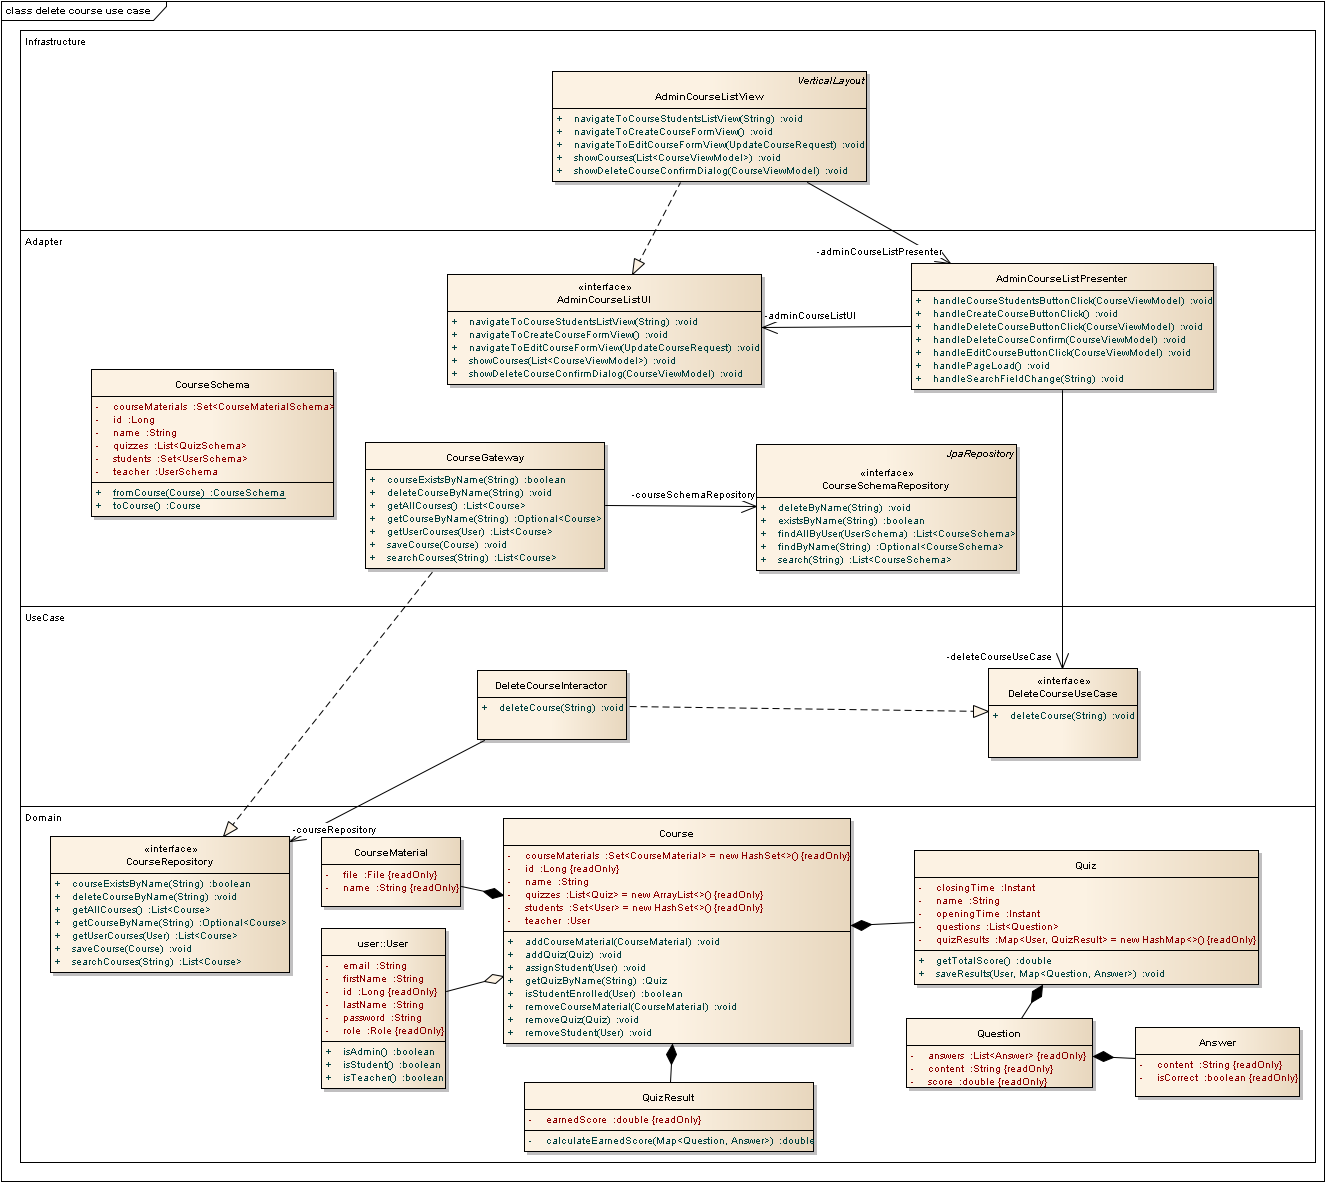 class delete course use case
Infrastructure
VerticalLayout
AdminCourseListView
+ navigateToCourseStudentsListView(String) :void
+ navigateToCreateCourseFormView() :void
+ navigateToEditCourseFormView(UpdateCourseRequest) :void
+ showCourses(List<CourseViewModel>) :void
+ showDeleteCourseConfirmDialog(CourseViewModel) :void
Adapter
-adminCourseListPresenter
«interface»
AdminCourseListUI
+ navigateToCourseStudentsListView(String) :void
+ navigateToCreateCourseFormView() :void
+ navigateToEditCourseFormView(UpdateCourseRequest) :void
+ showCourses(List<CourseViewModel>) :void
+ showDeleteCourseConfirmDialog(CourseViewModel) :void
-adminCourseListUI
AdminCourseListPresenter
+ handleCourseStudentsButtonClick(CourseViewModel) :void
+ handleCreateCourseButtonClick() :void
+ handleDeleteCourseButtonClick(CourseViewModel) :void
+ handleDeleteCourseConfirm(CourseViewModel) :void
+ handleEditCourseButtonClick(CourseViewModel) :void
+ handlePageLoad() :void
+ handleSearchFieldChange(String) :void
CourseSchema
- courseMaterials :Set<CourseMaterialSchema>
- id :Long
- name :String
- quizzes :List<QuizSchema>
- students :Set<UserSchema>
- teacher :UserSchema
+ fromCourse(Course) :CourseSchema
+ toCourse() :Course
CourseGateway
+ courseExistsByName(String) :boolean
+ deleteCourseByName(String) :void
+ getAllCourses() :List<Course>
+ getCourseByName(String) :Optional<Course>
+ getUserCourses(User) :List<Course>
+ saveCourse(Course) :void
+ searchCourses(String) :List<Course>
-courseSchemaRepository
JpaRepository
«interface»
CourseSchemaRepository
+ deleteByName(String) :void
+ existsByName(String) :boolean
+ findAllByUser(UserSchema) :List<CourseSchema>
+ findByName(String) :Optional<CourseSchema>
+ search(String) :List<CourseSchema>
UseCase
-deleteCourseUseCase
DeleteCourseInteractor
+ deleteCourse(String) :void
«interface»
DeleteCourseUseCase
+ deleteCourse(String) :void
Domain
-courseRepository
«interface»
CourseRepository
+ courseExistsByName(String) :boolean
+ deleteCourseByName(String) :void
+ getAllCourses() :List<Course>
+ getCourseByName(String) :Optional<Course>
+ getUserCourses(User) :List<Course>
+ saveCourse(Course) :void
+ searchCourses(String) :List<Course>
CourseMaterial
- file :File {readOnly}
- name :String {readOnly}
user::User
- email :String
- firstName :String
- id :Long {readOnly}
- lastName :String
- password :String
- role :Role {readOnly}
+ isAdmin() :boolean
+ isStudent() :boolean
+ isTeacher() :boolean
Course
- courseMaterials :Set<CourseMaterial> = new HashSet<>() {readOnly}
- id :Long {readOnly}
- name :String
- quizzes :List<Quiz> = new ArrayList<>() {readOnly}
- students :Set<User> = new HashSet<>() {readOnly}
- teacher :User
+ addCourseMaterial(CourseMaterial) :void
+ addQuiz(Quiz) :void
+ assignStudent(User) :void
+ getQuizByName(String) :Quiz
+ isStudentEnrolled(User) :boolean
+ removeCourseMaterial(CourseMaterial) :void
+ removeQuiz(Quiz) :void
+ removeStudent(User) :void
Quiz
- closingTime :Instant
- name :String
- openingTime :Instant
- questions :List<Question>
- quizResults :Map<User, QuizResult> = new HashMap<>() {readOnly}
+ getTotalScore() :double
+ saveResults(User, Map<Question, Answer>) :void
Question
- answers :List<Answer> {readOnly}
- content :String {readOnly}
- score :double {readOnly}
Answer
- content :String {readOnly}
- isCorrect :boolean {readOnly}
QuizResult
- earnedScore :double {readOnly}
+ calculateEarnedScore(Map<Question, Answer>) :double